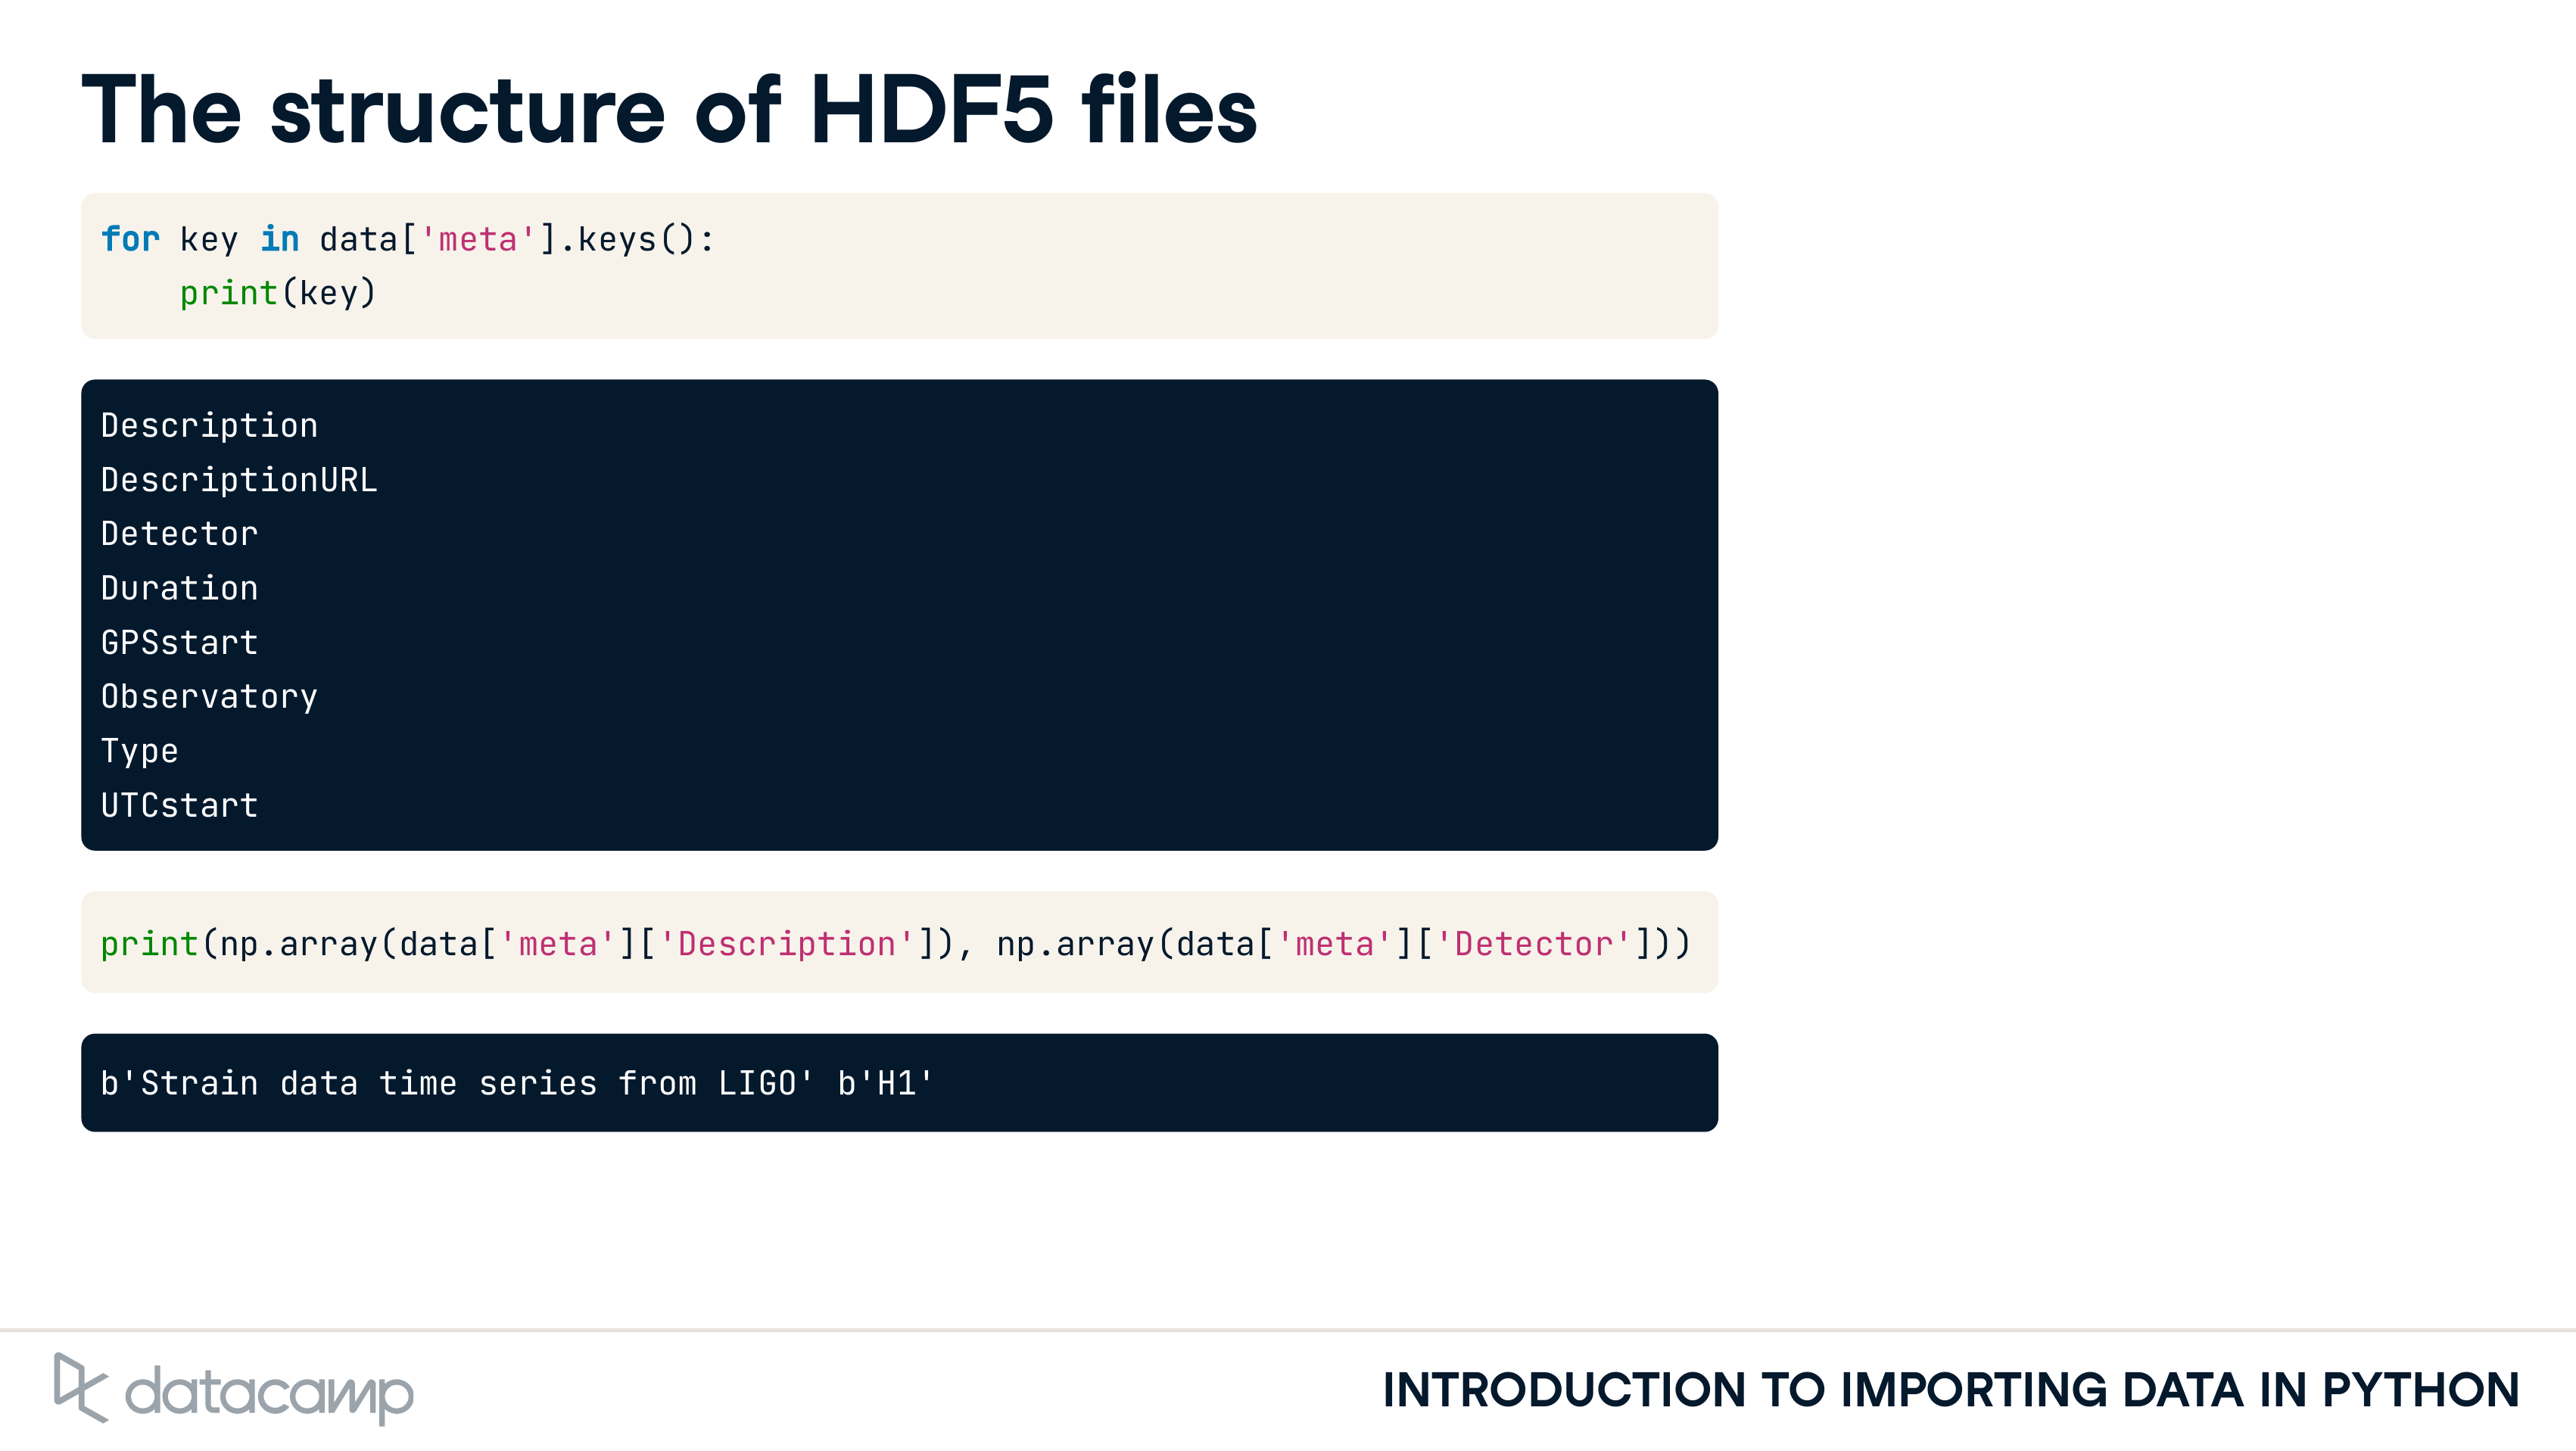 The structure of HDF5 files
for key in data['meta'].keys():
    print(key)
Description
DescriptionURL
Detector
Duration
GPSstart
Observatory
Type
UTCstart
print(np.array(data['meta']['Description']), np.array(data['meta']['Detector']))
b'Strain data time series from LIGO' b'H1'
datacamp
INTRODUCTION TO IMPORTING DATA IN PYTHON